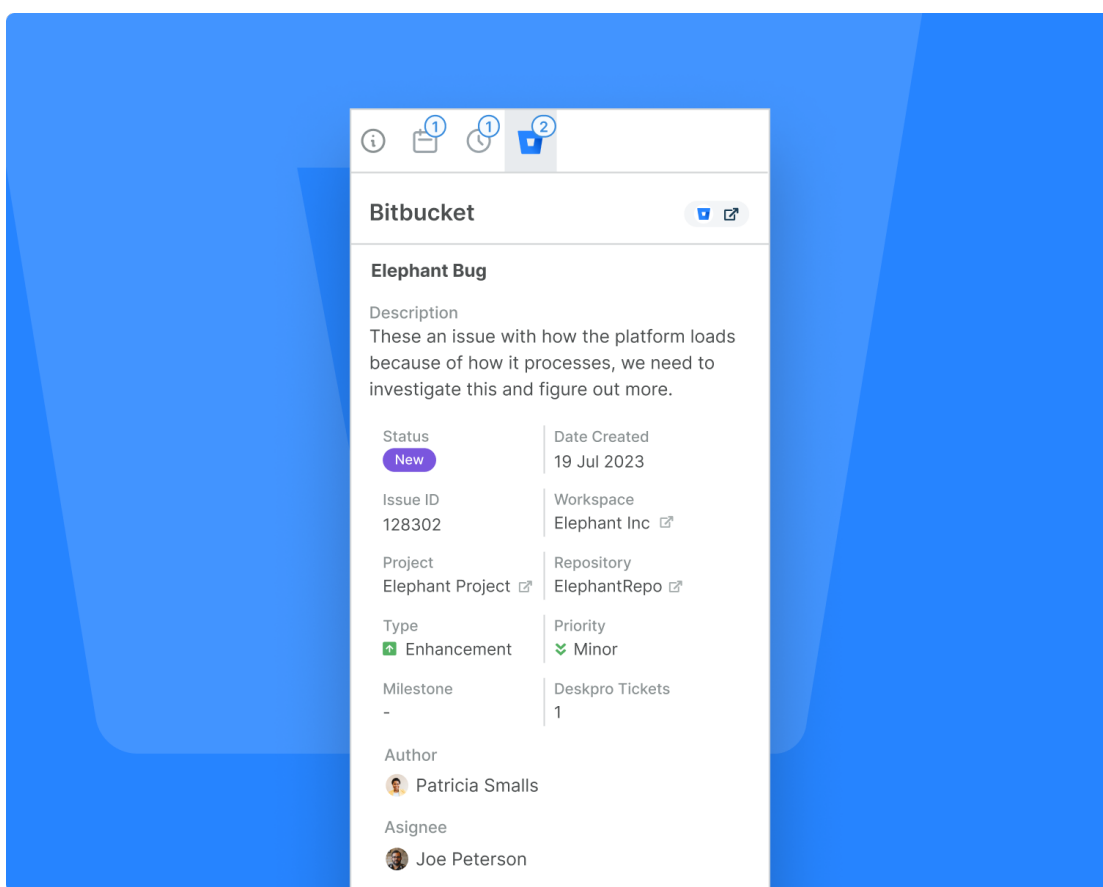 1
1
2
Bitbucket
Elephant Bug
Description
These an issue with how the platform loads
because of how it processes, we need to
investigate this and figure out more.
Status
New
Date Created
19 Jul 2023
Issue ID
128302
Workspace
Elephant Inc
Project
Elephant Project
Repository
ElephantRepo
Type
Enhancement
Priority
Minor
Milestone
-
Deskpro Tickets
1
Author
Patricia Smalls
Asignee
Joe Peterson